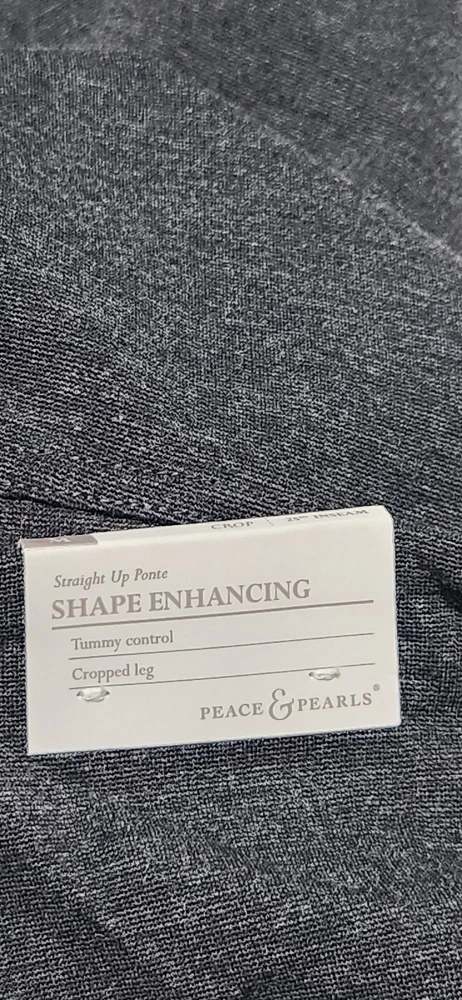 CROP | 25" INSEAM
Straight Up Ponte
SHAPE ENHANCING
Tummy control
Cropped leg
PEACE & PEARLS®